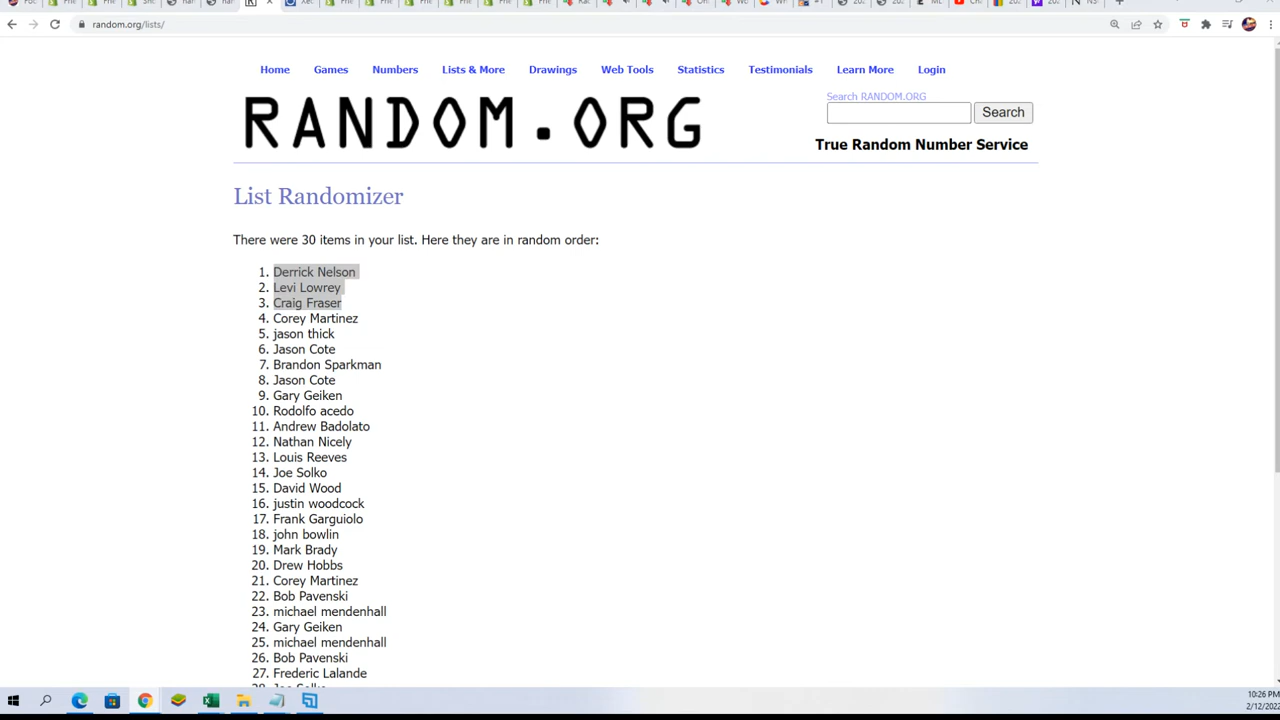 random.org/lists/
Home Games Numbers Lists & More Drawings Web Tools Statistics Testimonials Learn More Login
RANDOM.ORG
Search RANDOM.ORG
Search
True Random Number Service
List Randomizer
There were 30 items in your list. Here they are in random order:
1. Derrick Nelson
2. Levi Lowrey
3. Craig Fraser
4. Corey Martinez
5. jason thick
6. Jason Cote
7. Brandon Sparkman
8. Jason Cote
9. Gary Geiken
10. Rodolfo acedo
11. Andrew Badolato
12. Nathan Nicely
13. Louis Reeves
14. Joe Solko
15. David Wood
16. justin woodcock
17. Frank Garguiolo
18. john bowlin
19. Mark Brady
20. Drew Hobbs
21. Corey Martinez
22. Bob Pavenski
23. michael mendenhall
24. Gary Geiken
25. michael mendenhall
26. Bob Pavenski
27. Frederic Lalande
28. Joe Solko
10:26 PM
2/12/2022